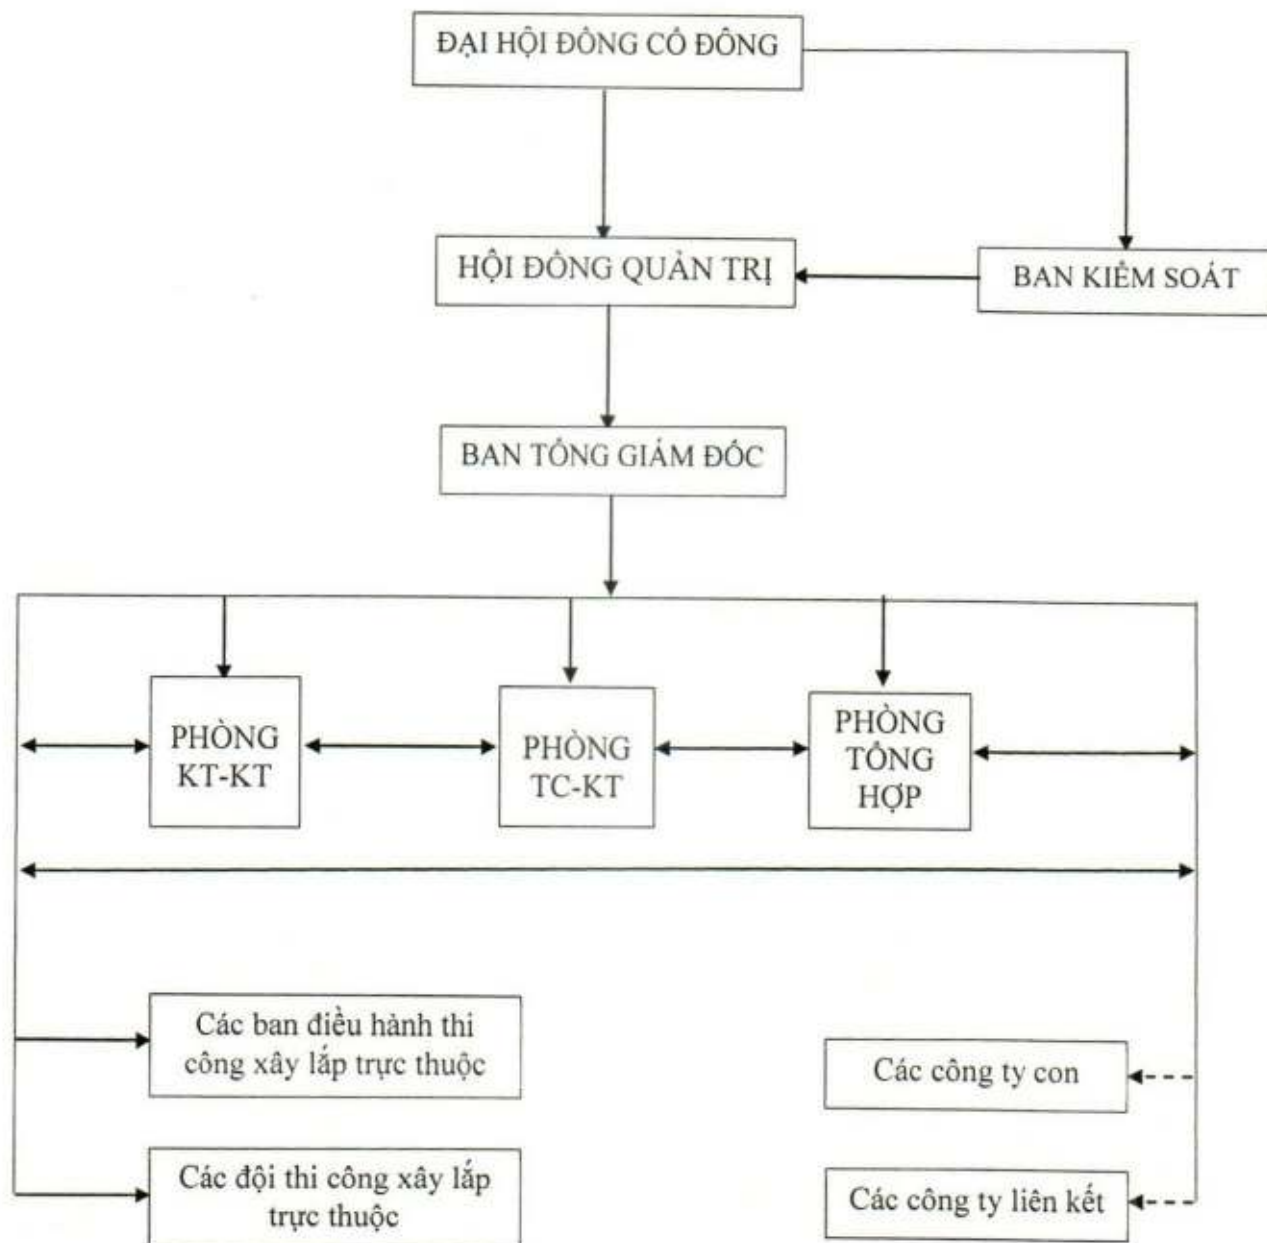 ĐẠI HỘI ĐỒNG CỔ ĐÔNG
HỘI ĐỒNG QUẢN TRỊ
BAN KIỂM SOÁT
BAN TỔNG GIÁM ĐỐC
PHÒNG
KT-KT
PHÒNG
TC-KT
PHÒNG
TỔNG
HỢP
Các ban điều hành thi
công xây lắp trực thuộc
Các công ty con
Các đội thi công xây lắp
trực thuộc
Các công ty liên kết